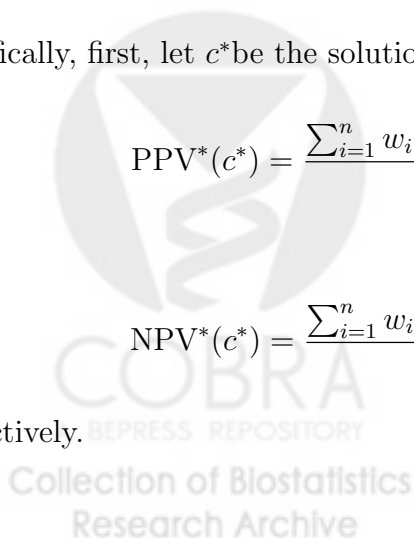 ically, first, let c*be the solutio
PPV*(c*) = ∑ⁿᵢ₌₁ wᵢ
NPV*(c*) = ∑ⁿᵢ₌₁ wᵢ
COBRA
ctively. BEPRESS REPOSITORY
Collection of Biostatistics
Research Archive